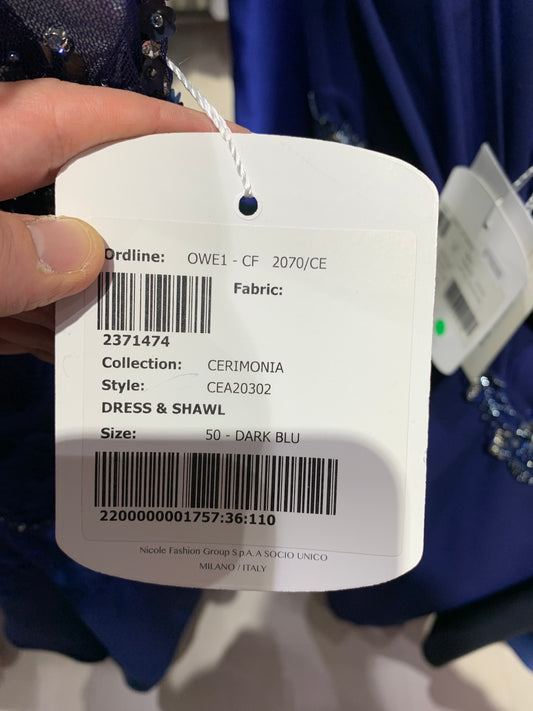 Ordline: OWE1 - CF 2070/CE
Fabric:
2371474
Collection: CERIMONIA
Style: CEA20302
DRESS & SHAWL
Size: 50 - DARK BLU
2200000001757:36:110
Nicole Fashion Group S.p.A. A SOCIO UNICO
MILANO / ITALY